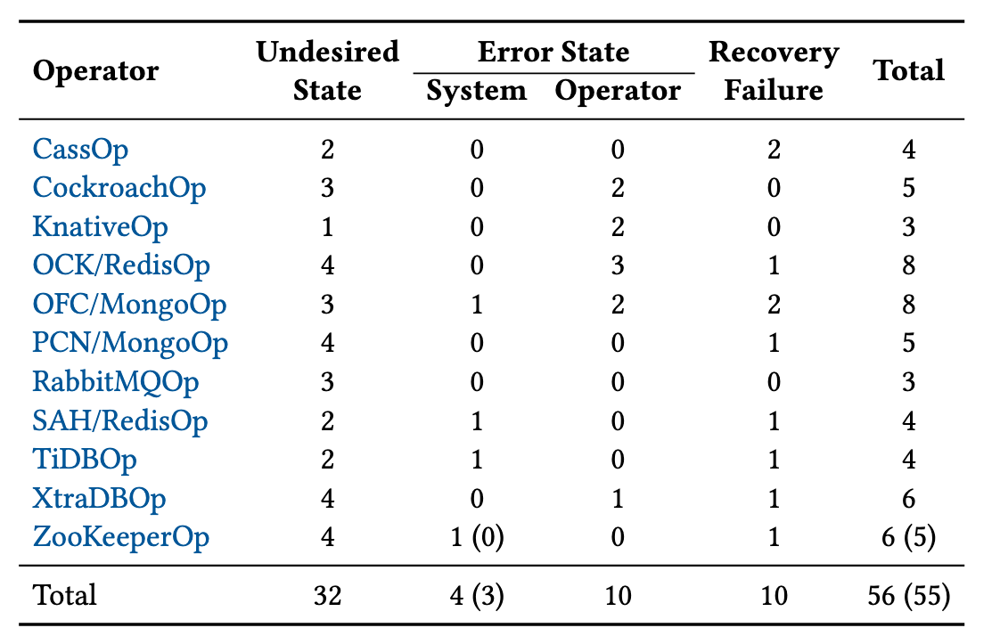 Operator Undesired State Error State System Operator Recovery Failure Total
CassOp 2 0 0 2 4
CockroachOp 3 0 2 0 5
KnativeOp 1 0 2 0 3
OCK/RedisOp 4 0 3 1 8
OFC/MongoOp 3 1 2 2 8
PCN/MongoOp 4 0 0 1 5
RabbitMQOp 3 0 0 0 3
SAH/RedisOp 2 1 0 1 4
TiDBOp 2 1 0 1 4
XtraDBOp 4 0 1 1 6
ZooKeeperOp 4 1 (0) 0 1 6 (5)
Total 32 4 (3) 10 10 56 (55)